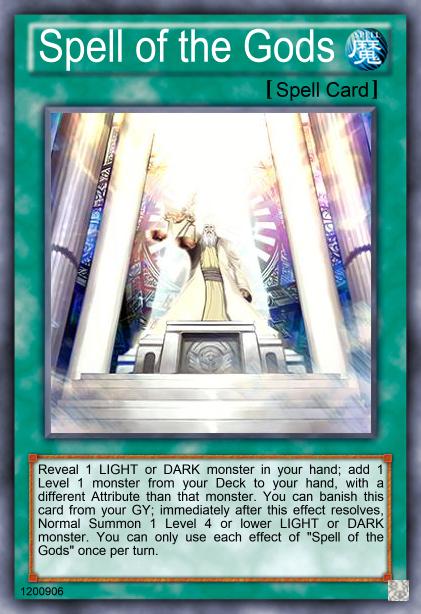 Spell of the Gods
SPELL
魔
[ Spell Card ]
Reveal 1 LIGHT or DARK monster in your hand; add 1
Level 1 monster from your Deck to your hand, with a
different Attribute than that monster. You can banish this
card from your GY; immediately after this effect resolves,
Normal Summon 1 Level 4 or lower LIGHT or DARK
monster. You can only use each effect of "Spell of the
Gods" once per turn.
1200906